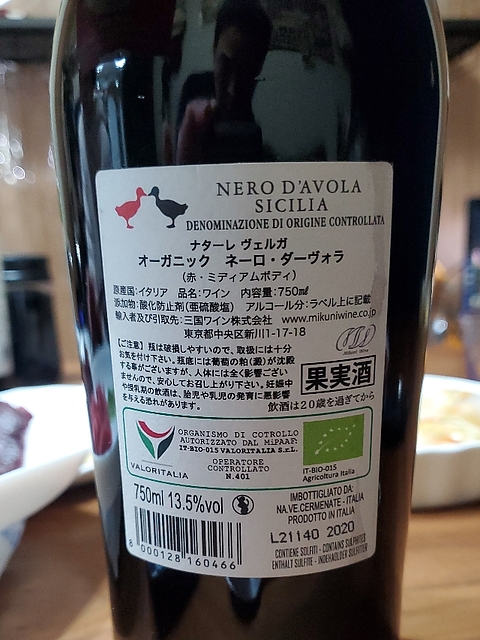 NERO D'AVOLA
SICILIA
DENOMINAZIONE DI ORIGINE CONTROLLATA
ナターレ ヴェルガ
オーガニック ネーロ・ダーヴォラ
(赤・ミディアムボディ)
原産国:イタリア 品名:ワイン 内容量:750㎖
添加物:酸化防止剤(亜硫酸塩) アルコール分:ラベル上に記載
輸入者及び引取先:三国ワイン株式会社 www.mikuniwine.co.jp
東京都中央区新川1-17-18
Mikuni Wine
【ご注意】瓶は破損しやすいので、取扱には十分
お気を付け下さい。瓶底には葡萄の粕(澱)が沈殿
する事がございますが、人体には全く影響ござい
ませんので、安心してお召し上がり下さい。妊娠中
や授乳期の飲酒は、胎児や乳児の発育に悪影響
を与える恐れがあります。
果実酒
飲酒は20歳を過ぎてから
VALORITALIA
ORGANISMO DI COTROLLO
AUTORIZZATO DAL MiPAAF:
IT-BIO-015 VALORITALIA S.r.L.
OPERATORE
CONTROLLATO
N.401
IT-BIO-015
Agricoltura Italia
750ml 13.5%vol
8 000128 160466
IMBOTTIGLIATO DA:
NA.VE.CERMENATE - ITALIA
PRODOTTO IN ITALIA
L21140 2020
CONTIENE SOLFITI - CONTAINS SULPHITES
ENTHALT SULFITE - INDEHOLDER SULFITTER